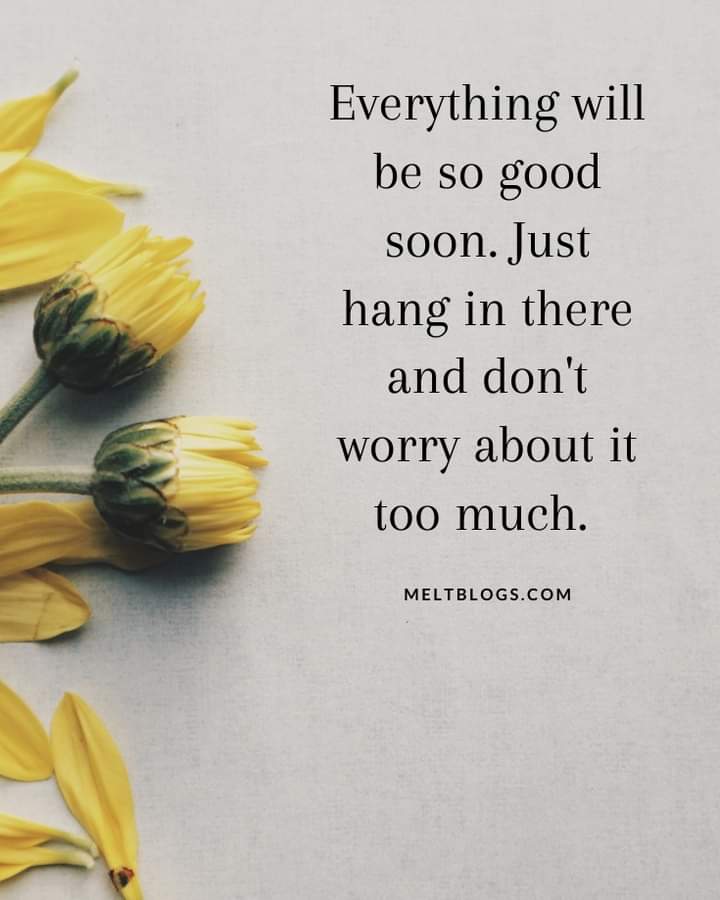 Everything will
be so good
soon. Just
hang in there
and don't
worry about it
too much.
MELTBLOGS.COM